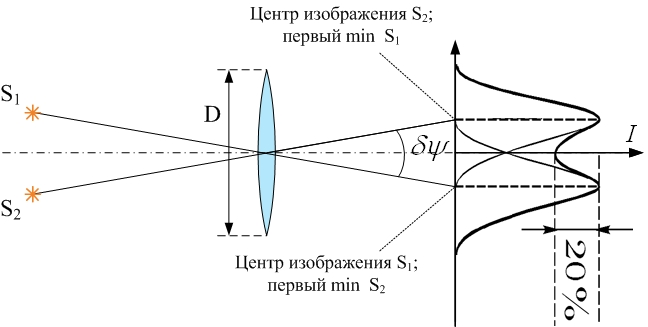 Центр изображения S2;
первый min S1
S1
D
δψ
I
S2
Центр изображения S1;
первый min S2
20%